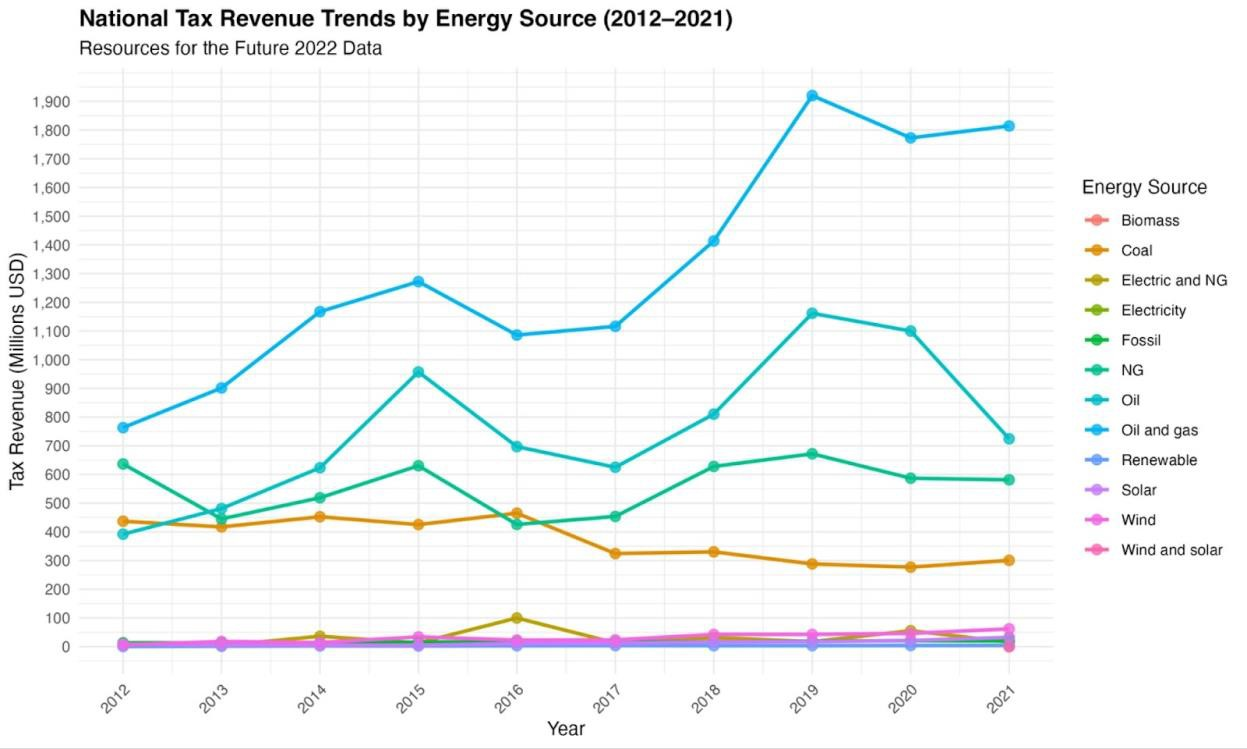 National Tax Revenue Trends by Energy Source (2012–2021)
Resources for the Future 2022 Data
Tax Revenue (Millions USD)
1,900
1,800
1,700
1,600
1,500
1,400
1,300
1,200
1,100
1,000
900
800
700
600
500
400
300
200
100
0
2012
2013
2014
2015
2016
2017
2018
2019
2020
2021
Year
Energy Source
Biomass
Coal
Electric and NG
Electricity
Fossil
NG
Oil
Oil and gas
Renewable
Solar
Wind
Wind and solar